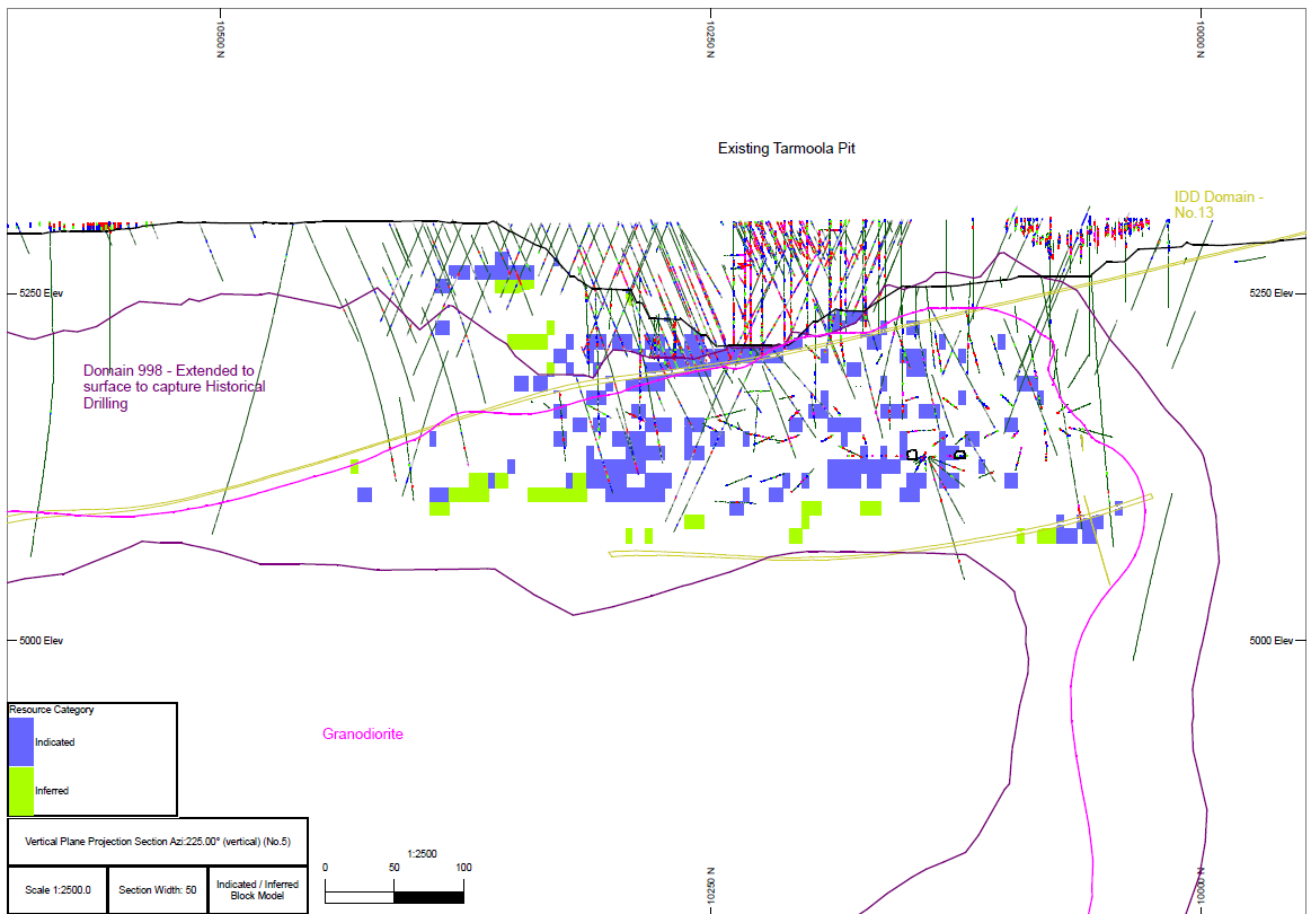 10500 N
10250 N
10000 N
Existing Tarmoola Pit
IDD Domain -
No.13
5250 Elev
5250 Elev
Domain 998 - Extended to
surface to capture Historical
Drilling
5000 Elev
5000 Elev
Resource Category
Indicated
Inferred
Granodiorite
Vertical Plane Projection Section Azi:225.00° (vertical) (No.5)
Scale 1:2500.0
Section Width: 50
Indicated / Inferred
Block Model
1:2500
0
50
100
10250 N
10000 N